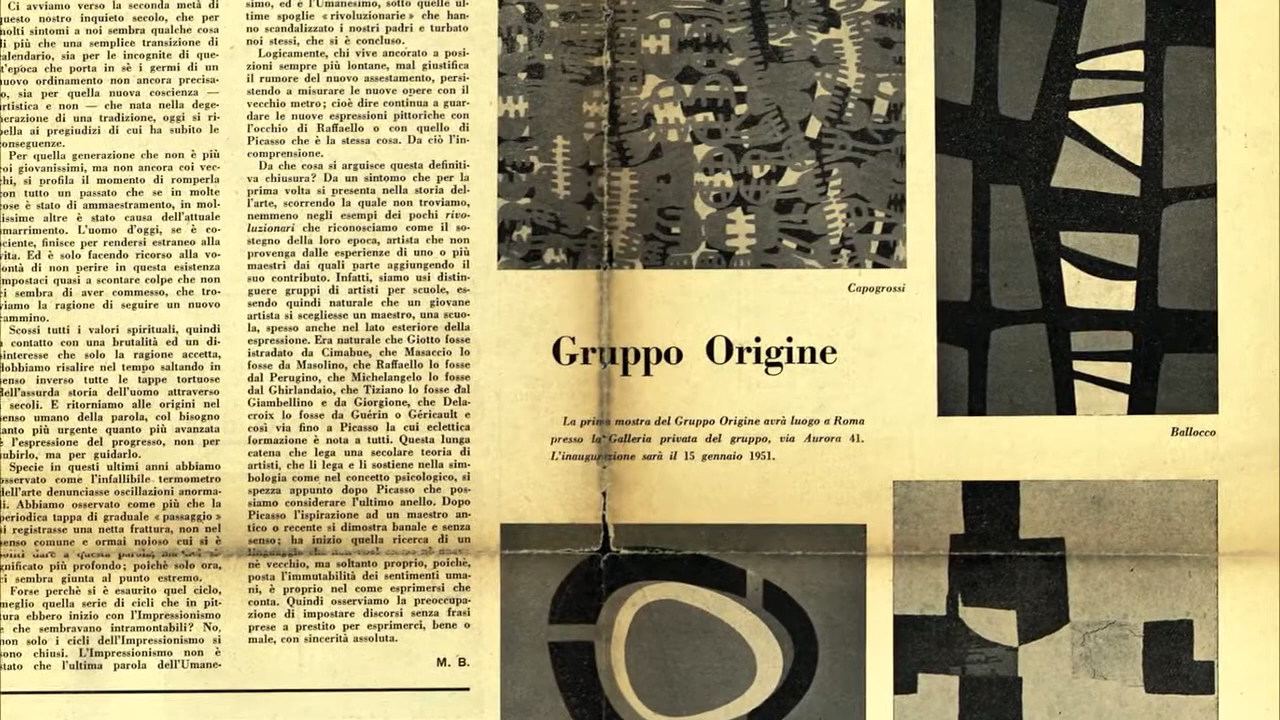 Ci avviamo verso la seconda metà di
questo nostro inquieto secolo, che per
molti sintomi a noi sembra qualche cosa
di più che una semplice transizione di
calendario, sia per le incognite di que-
st'epoca che porta in sè i germi di un
nuovo ordinamento non ancora precisa-
o, sia per quella nuova coscienza —
artistica e non — che nata nella dege-
nerazione di una tradizione, oggi si ri-
bella ai pregiudizi di cui ha subito le
conseguenze.
Per quella generazione che non è più
coi giovanissimi, ma non ancora coi vec-
chi, si profila il momento di romperla
con tutto un passato che se in molte
cose è stato di ammaestramento, in mol-
tissime altre è stato causa dell'attuale
smarrimento. L'uomo d'oggi, se è co-
sciente, finisce per rendersi estraneo alla
vita. Ed è solo facendo ricorso alla vo-
lontà di non perire in questa esistenza
impostaci quasi a scontare colpe che non
ci sembra di aver commesso, che tro-
viamo la ragione di seguire un nuovo
cammino.
Scossi tutti i valori spirituali, quindi
a contatto con una brutalità ed un di-
sinteresse che solo la ragione accetta,
dobbiamo risalire nel tempo saltando in
senso inverso tutte le tappe tortuose
dell'assurda storia dell'uomo attraverso
i secoli. E ritorniamo alle origini nel
senso umano della parola, col bisogno
tanto più urgente quanto più avanzata
è l'espressione del progresso, non per
subirlo, ma per guidarlo.
Specie in questi ultimi anni abbiamo
osservato come l'infallibile termometro
dell'arte denunciasse oscillazioni anorma-
li. Abbiamo osservato come più che la
periodica tappa di graduale « passaggio »
si registrasse una netta frattura, non nel
senso comune e ormai noioso cui si è
soliti dare a questa parola, ma nel si-
gnificato più profondo; poichè solo ora,
ci sembra giunta al punto estremo.
Forse perchè si è esaurito quel ciclo,
meglio quella serie di cicli che in pit-
tura ebbero inizio con l'Impressionismo
e che sembravano intramontabili? No,
non solo i cicli dell'Impressionismo si
sono chiusi. L'Impressionismo non è
stato che l'ultima parola dell'Umane-
simo, ed è l'Umanesimo, sotto quelle ul-
time spoglie « rivoluzionarie » che han-
no scandalizzato i nostri padri e turbato
noi stessi, che si è concluso.
Logicamente, chi vive ancorato a posi-
zioni sempre più lontane, mal giustifica
il rumore del nuovo assestamento, persi-
stendo a misurare le nuove opere con il
vecchio metro; cioè dire continua a guar-
dare le nuove espressioni pittoriche con
l'occhio di Raffaello o con quello di
Picasso che è la stessa cosa. Da ciò l'in-
comprensione.
Da che cosa si arguisce questa definiti-
va chiusura? Da un sintomo che per la
prima volta si presenta nella storia del-
l'arte, scorrendo la quale non troviamo,
nemmeno negli esempi dei pochi rivo-
luzionari che riconosciamo come il so-
stegno della loro epoca, artista che non
provenga dalle esperienze di uno o più
maestri dai quali parte aggiungendo il
suo contributo. Infatti, siamo usi distin-
guere gruppi di artisti per scuole, es-
sendo quindi naturale che un giovane
artista si scegliesse un maestro, una scuo-
la, spesso anche nel lato esteriore della
espressione. Era naturale che Giotto fosse
istradato da Cimabue, che Masaccio lo
fosse da Masolino, che Raffaello lo fosse
dal Perugino, che Michelangelo lo fosse
dal Ghirlandaio, che Tiziano lo fosse dal
Giambellino e da Giorgione, che Dela-
croix lo fosse da Guérin o Géricault e
così via fino a Picasso la cui eclettica
formazione è nota a tutti. Questa lunga
catena che lega una secolare teoria di
artisti, che li lega e li sostiene nella sim-
bologia come nel concetto psicologico, si
spezza appunto dopo Picasso che pos-
siamo considerare l'ultimo anello. Dopo
Picasso l'ispirazione ad un maestro an-
tico o recente si dimostra banale e senza
senso; ha inizio quella ricerca di un
linguaggio che non vuol essere nè nuovo
nè vecchio, ma soltanto proprio, poichè,
posta l'immutabilità dei sentimenti uma-
ni, è proprio nel come esprimersi che
conta. Quindi osserviamo la preoccupa-
zione di impostare discorsi senza frasi
prese a prestito per esprimerci, bene o
male, con sincerità assoluta.
M. B.
Capogrossi
Gruppo Origine
La prima mostra del Gruppo Origine avrà luogo a Roma
presso la Galleria privata del gruppo, via Aurora 41.
L'inaugurazione sarà il 15 gennaio 1951.
Ballocco